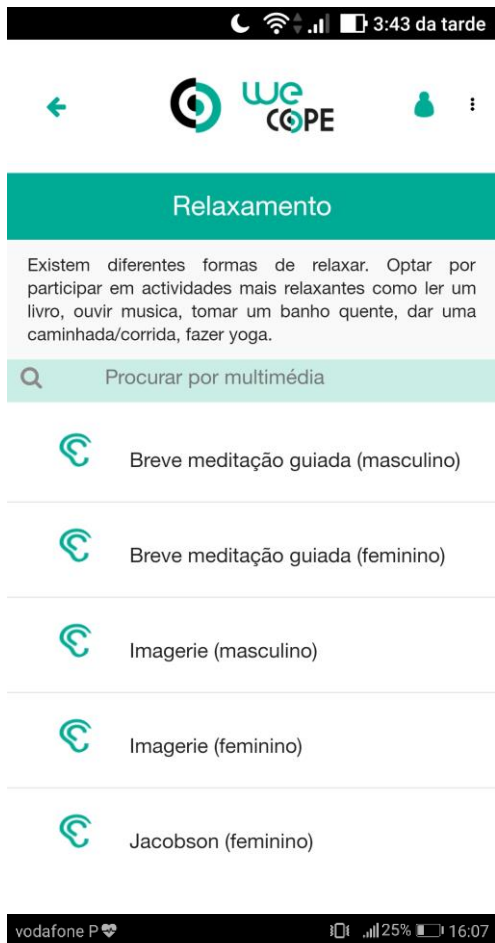 3:43 da tarde
we
COPE
Relaxamento
Existem diferentes formas de relaxar. Optar por
participar em actividades mais relaxantes como ler um
livro, ouvir musica, tomar um banho quente, dar uma
caminhada/corrida, fazer yoga.
Procurar por multimédia
Breve meditação guiada (masculino)
Breve meditação guiada (feminino)
Imagerie (masculino)
Imagerie (feminino)
Jacobson (feminino)
vodafone P 25% 16:07